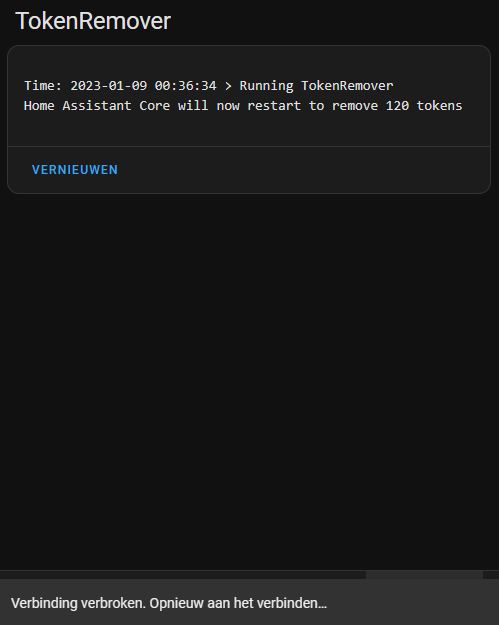 TokenRemover
Time: 2023-01-09 00:36:34 > Running TokenRemover
Home Assistant Core will now restart to remove 120 tokens
VERNIEUWEN
Verbinding verbroken. Opnieuw aan het verbinden...